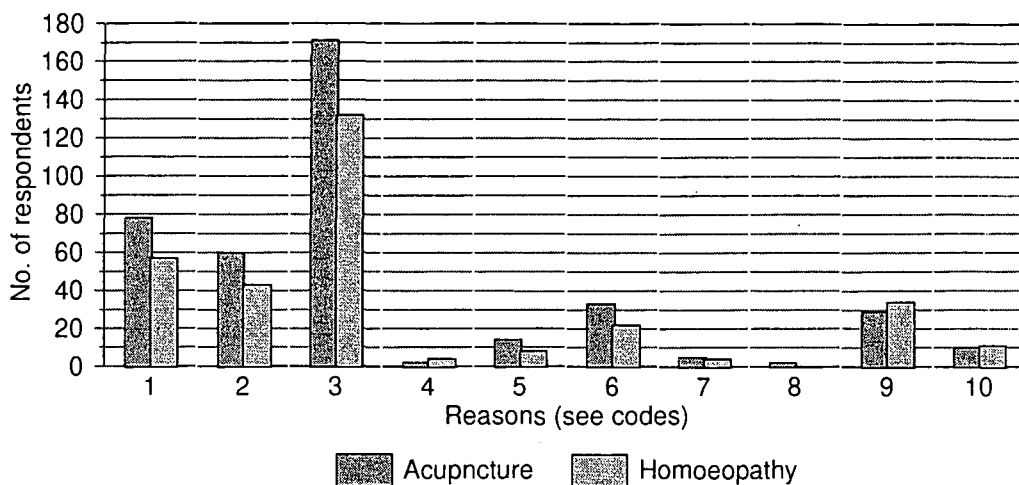 180
160
140
120
100
80
60
40
20
0
No. of respondents
1 2 3 4 5 6 7 8 9 10
Reasons (see codes)
Acupncture Homoeopathy